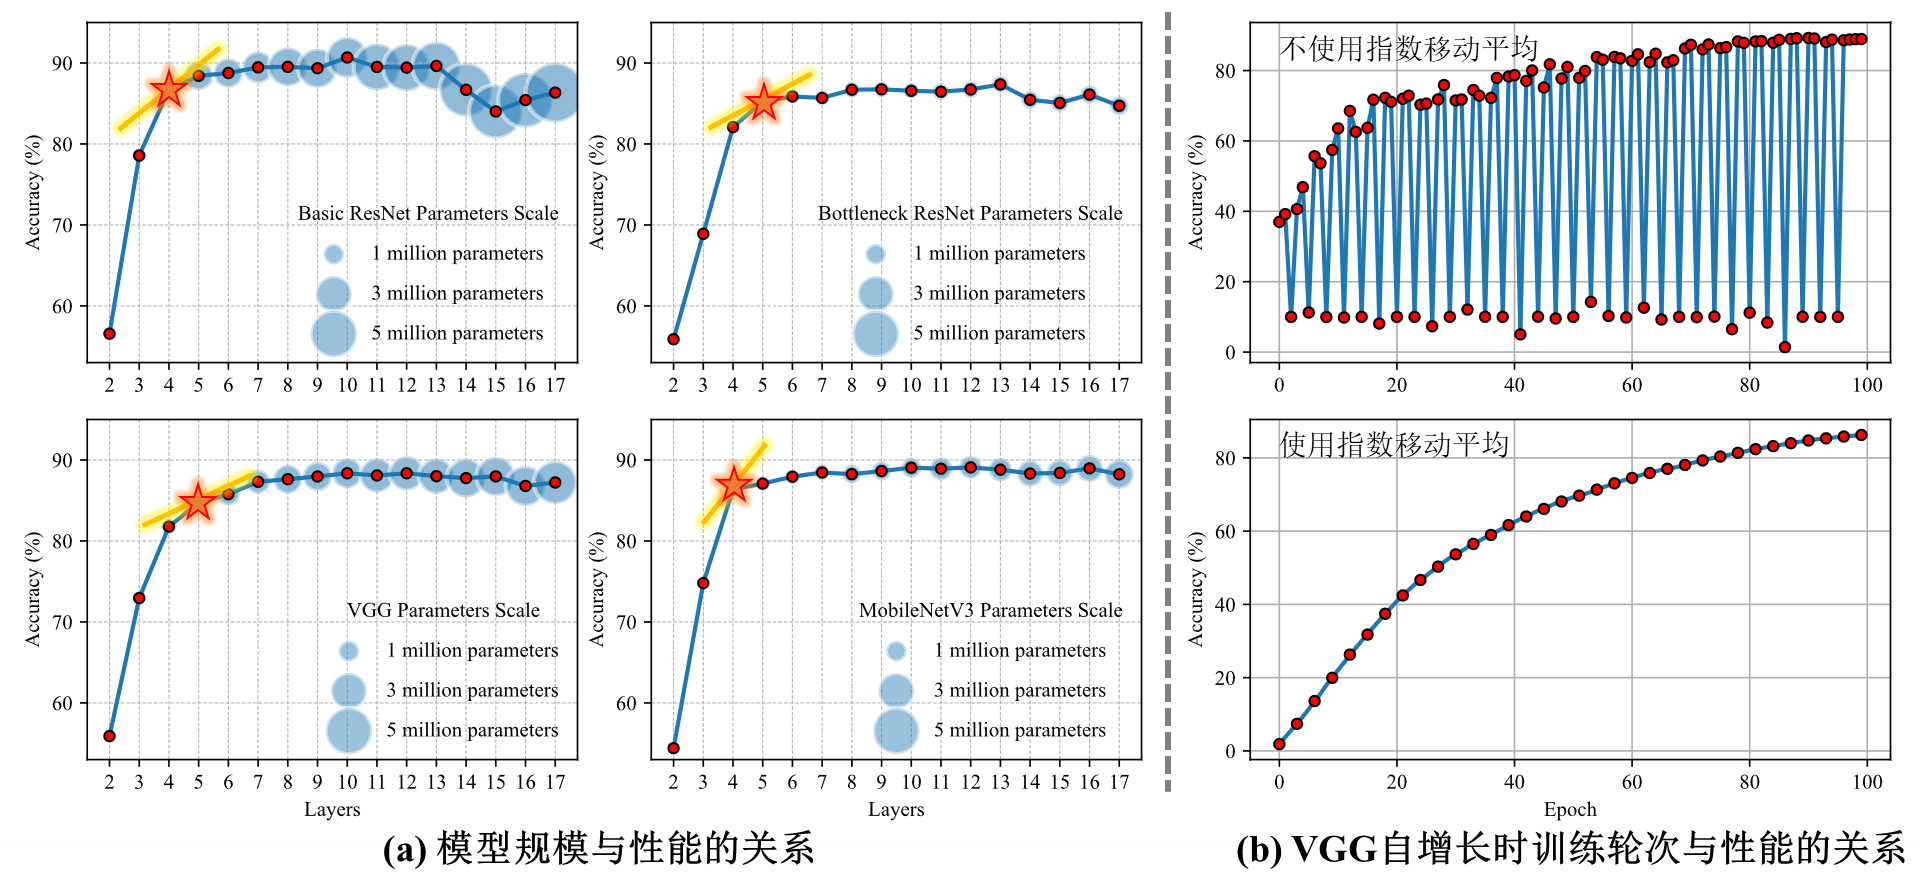 90
80
70
60
Accuracy (%)
Basic ResNet Parameters Scale
1 million parameters
3 million parameters
5 million parameters
2 3 4 5 6 7 8 9 10 11 12 13 14 15 16 17
90
80
70
60
Accuracy (%)
Bottleneck ResNet Parameters Scale
1 million parameters
3 million parameters
5 million parameters
2 3 4 5 6 7 8 9 10 11 12 13 14 15 16 17
90
80
70
60
Accuracy (%)
VGG Parameters Scale
1 million parameters
3 million parameters
5 million parameters
2 3 4 5 6 7 8 9 10 11 12 13 14 15 16 17
Layers
90
80
70
60
Accuracy (%)
MobileNetV3 Parameters Scale
1 million parameters
3 million parameters
5 million parameters
2 3 4 5 6 7 8 9 10 11 12 13 14 15 16 17
Layers
(a) 模型规模与性能的关系
不使用指数移动平均
80
60
40
20
0
Accuracy (%)
0 20 40 60 80 100
使用指数移动平均
80
60
40
20
0
Accuracy (%)
0 20 40 60 80 100
Epoch
(b) VGG自增长时训练轮次与性能的关系